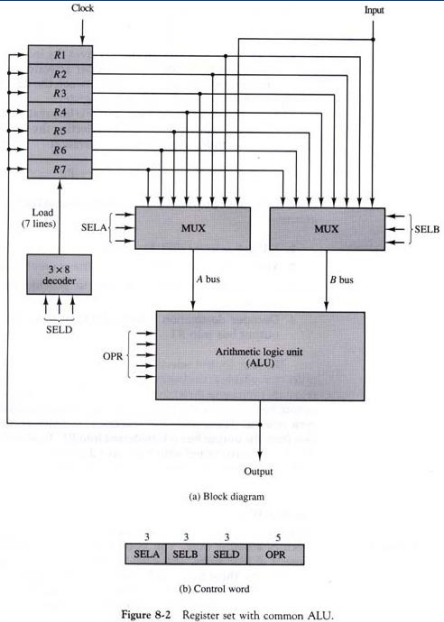 Clock
Input
R1
R2
R3
R4
R5
R6
R7
Load
(7 lines)
SELA
MUX
MUX
SELB
3 × 8
decoder
A bus
B bus
SELD
OPR
Arithmetic logic unit
(ALU)
Output
(a) Block diagram
3 3 3 5
SELA SELB SELD OPR
(b) Control word
Figure 8-2 Register set with common ALU.